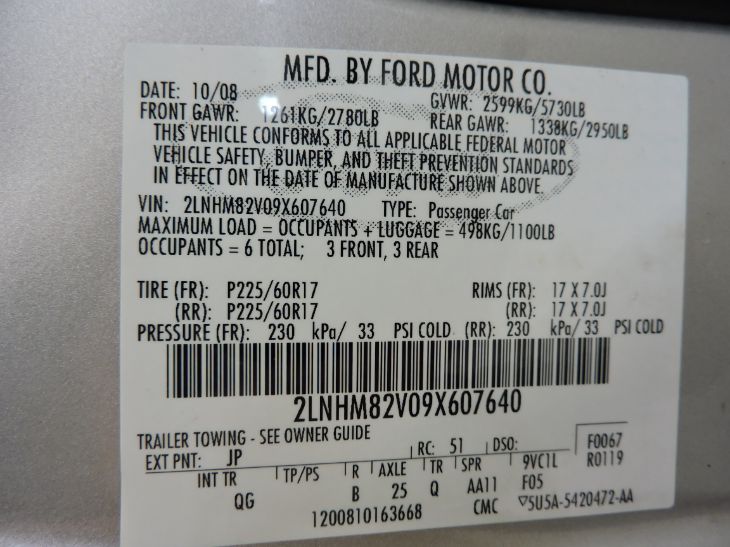 MFD. BY FORD MOTOR CO.
DATE: 10/08 GVWR: 2599KG/5730LB
FRONT GAWR: 1261KG/2780LB REAR GAWR: 1338KG/2950LB
THIS VEHICLE CONFORMS TO ALL APPLICABLE FEDERAL MOTOR
VEHICLE SAFETY, BUMPER, AND THEFT PREVENTION STANDARDS
IN EFFECT ON THE DATE OF MANUFACTURE SHOWN ABOVE.
VIN: 2LNHM82V09X607640 TYPE: Passenger Car
MAXIMUM LOAD = OCCUPANTS + LUGGAGE = 498KG/1100LB
OCCUPANTS = 6 TOTAL; 3 FRONT, 3 REAR
TIRE (FR): P225/60R17 RIMS (FR): 17 X 7.0J
(RR): P225/60R17 (RR): 17 X 7.0J
PRESSURE (FR): 230 kPa/ 33 PSI COLD (RR): 230 kPa/ 33 PSI COLD
2LNHM82V09X607640
TRAILER TOWING - SEE OWNER GUIDE
EXT PNT: JP RC: 51 DSO: F0067
INT TR TP/PS R AXLE TR SPR 9VC1L R0119
QG B 25 Q AA11 F05
1200810163668 CMC ▽5U5A-5420472-AA